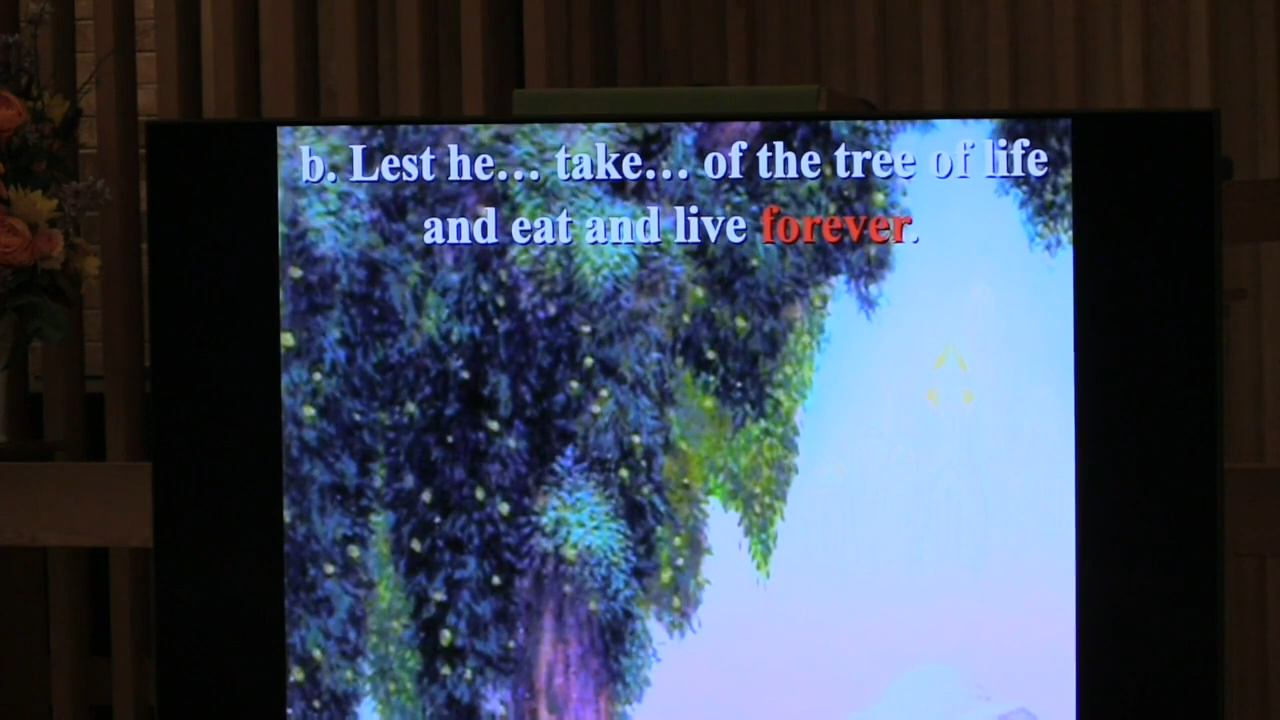 b. Lest he… take… of the tree of life
and eat and live forever.